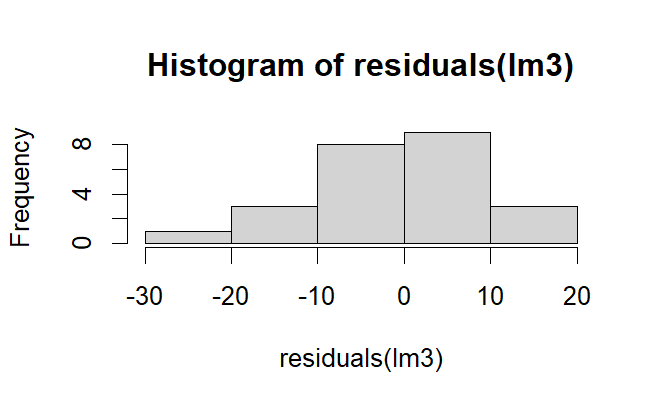 Histogram of residuals(lm3)
Frequency
8
4
0
-30 -20 -10 0 10 20
residuals(lm3)